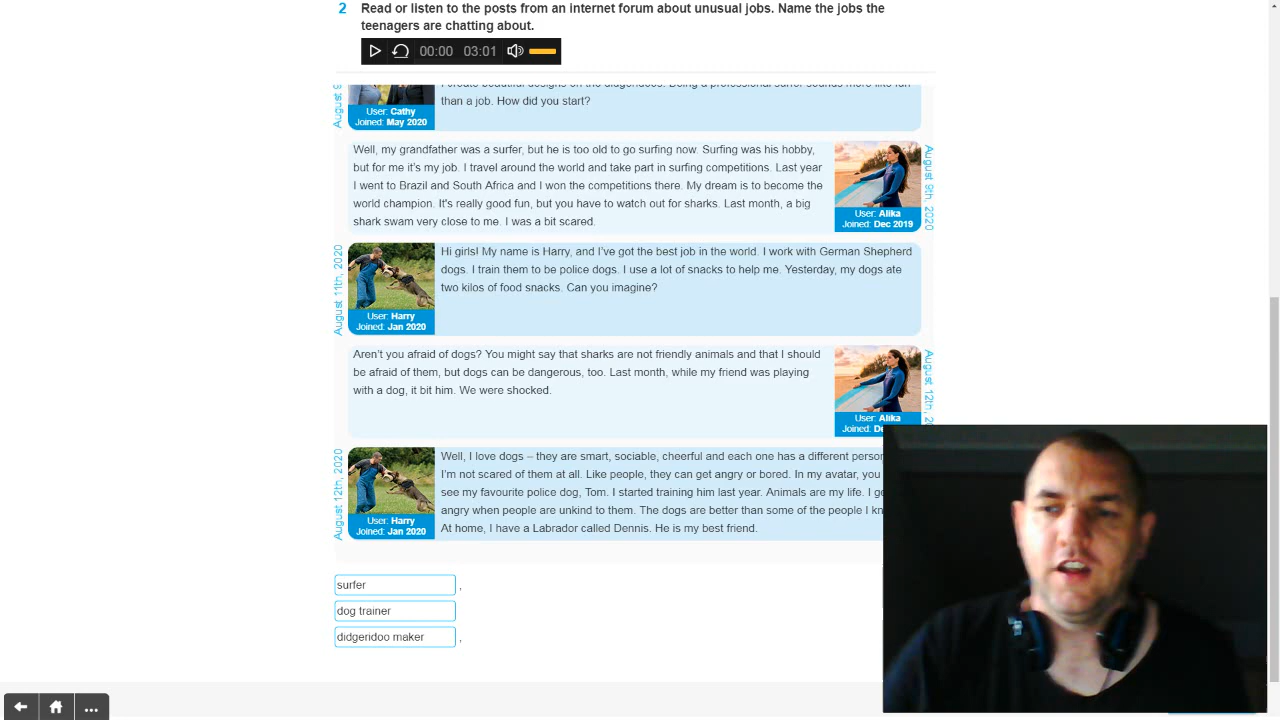 2 Read or listen to the posts from an internet forum about unusual jobs. Name the jobs the
teenagers are chatting about.
00:00 03:01
than a job. How did you start?
User: Cathy
Joined: May 2020
Well, my grandfather was a surfer, but he is too old to go surfing now. Surfing was his hobby,
but for me it's my job. I travel around the world and take part in surfing competitions. Last year
I went to Brazil and South Africa and I won the competitions there. My dream is to become the
world champion. It's really good fun, but you have to watch out for sharks. Last month, a big
shark swam very close to me. I was a bit scared.
User: Alika
Joined: Dec 2019
August 9th, 2020
August 11th, 2020
Hi girls! My name is Harry, and I've got the best job in the world. I work with German Shepherd
dogs. I train them to be police dogs. I use a lot of snacks to help me. Yesterday, my dogs ate
two kilos of food snacks. Can you imagine?
User: Harry
Joined: Jan 2020
Aren't you afraid of dogs? You might say that sharks are not friendly animals and that I should
be afraid of them, but dogs can be dangerous, too. Last month, while my friend was playing
with a dog, it bit him. We were shocked.
User: Alika
Joined:
August 12th,
August 12th, 2020
Well, I love dogs – they are smart, sociable, cheerful and each one has a different
I'm not scared of them at all. Like people, they can get angry or bored. In my avatar, you
see my favourite police dog, Tom. I started training him last year. Animals are my life. I
angry when people are unkind to them. The dogs are better than some of the people I
At home, I have a Labrador called Dennis. He is my best friend.
User: Harry
Joined: Jan 2020
surfer ,
dog trainer
didgeridoo maker ,
...